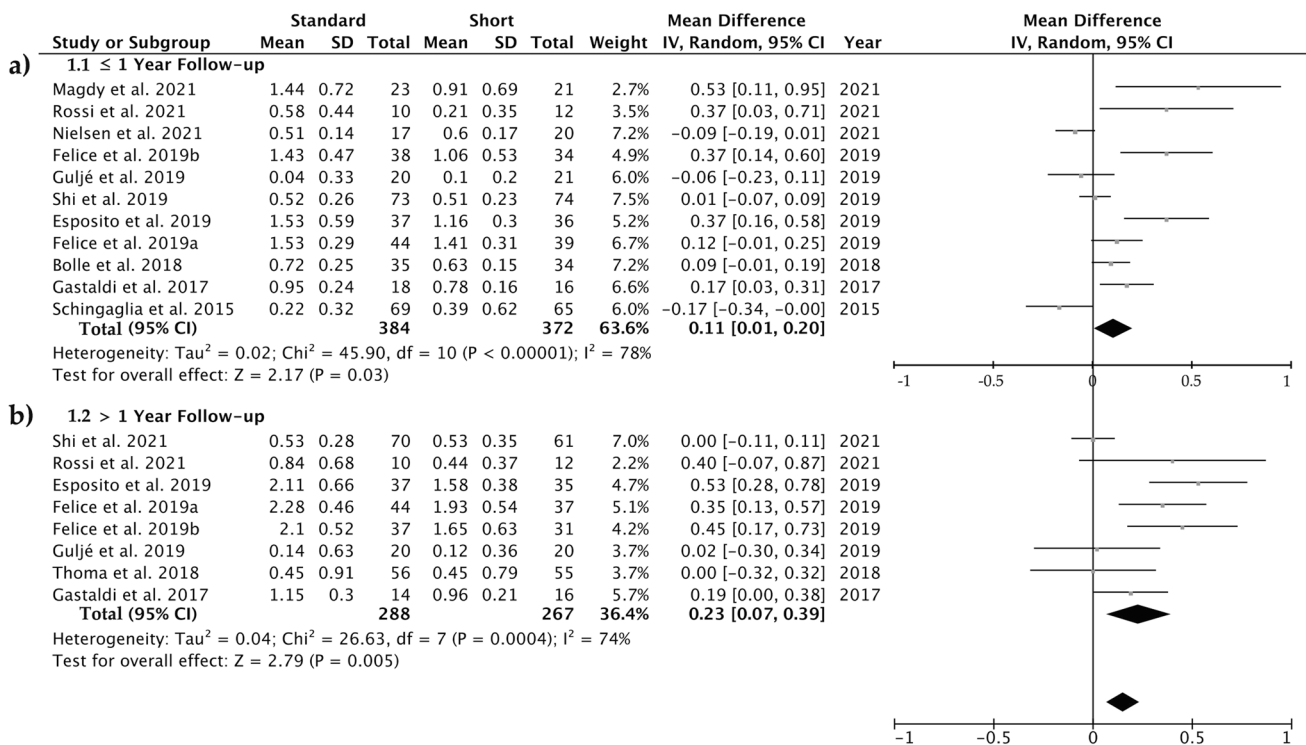 Standard Short Mean Difference Mean Difference
Study or Subgroup Mean SD Total Mean SD Total Weight IV, Random, 95% CI Year IV, Random, 95% CI
a) 1.1 ≤ 1 Year Follow-up
Magdy et al. 2021 1.44 0.72 23 0.91 0.69 21 2.7% 0.53 [0.11, 0.95] 2021
Rossi et al. 2021 0.58 0.44 10 0.21 0.35 12 3.5% 0.37 [0.03, 0.71] 2021
Nielsen et al. 2021 0.51 0.14 17 0.6 0.17 20 7.2% -0.09 [-0.19, 0.01] 2021
Felice et al. 2019b 1.43 0.47 38 1.06 0.53 34 4.9% 0.37 [0.14, 0.60] 2019
Guljé et al. 2019 0.04 0.33 20 0.1 0.2 21 6.0% -0.06 [-0.23, 0.11] 2019
Shi et al. 2019 0.52 0.26 73 0.51 0.23 74 7.5% 0.01 [-0.07, 0.09] 2019
Esposito et al. 2019 1.53 0.59 37 1.16 0.3 36 5.2% 0.37 [0.16, 0.58] 2019
Felice et al. 2019a 1.53 0.29 44 1.41 0.31 39 6.7% 0.12 [-0.01, 0.25] 2019
Bolle et al. 2018 0.72 0.25 35 0.63 0.15 34 7.2% 0.09 [-0.01, 0.19] 2018
Gastaldi et al. 2017 0.95 0.24 18 0.78 0.16 16 6.6% 0.17 [0.03, 0.31] 2017
Schingaglia et al. 2015 0.22 0.32 69 0.39 0.62 65 6.0% -0.17 [-0.34, -0.00] 2015
Total (95% CI) 384 372 63.6% 0.11 [0.01, 0.20]
Heterogeneity: Tau² = 0.02; Chi² = 45.90, df = 10 (P < 0.00001); I² = 78%
Test for overall effect: Z = 2.17 (P = 0.03)
-1 -0.5 0 0.5 1
b) 1.2 > 1 Year Follow-up
Shi et al. 2021 0.53 0.28 70 0.53 0.35 61 7.0% 0.00 [-0.11, 0.11] 2021
Rossi et al. 2021 0.84 0.68 10 0.44 0.37 12 2.2% 0.40 [-0.07, 0.87] 2021
Esposito et al. 2019 2.11 0.66 37 1.58 0.38 35 4.7% 0.53 [0.28, 0.78] 2019
Felice et al. 2019a 2.28 0.46 44 1.93 0.54 37 5.1% 0.35 [0.13, 0.57] 2019
Felice et al. 2019b 2.1 0.52 37 1.65 0.63 31 4.2% 0.45 [0.17, 0.73] 2019
Guljé et al. 2019 0.14 0.63 20 0.12 0.36 20 3.7% 0.02 [-0.30, 0.34] 2019
Thoma et al. 2018 0.45 0.91 56 0.45 0.79 55 3.7% 0.00 [-0.32, 0.32] 2018
Gastaldi et al. 2017 1.15 0.3 14 0.96 0.21 16 5.7% 0.19 [0.00, 0.38] 2017
Total (95% CI) 288 267 36.4% 0.23 [0.07, 0.39]
Heterogeneity: Tau² = 0.04; Chi² = 26.63, df = 7 (P = 0.0004); I² = 74%
Test for overall effect: Z = 2.79 (P = 0.005)
-1 -0.5 0 0.5 1